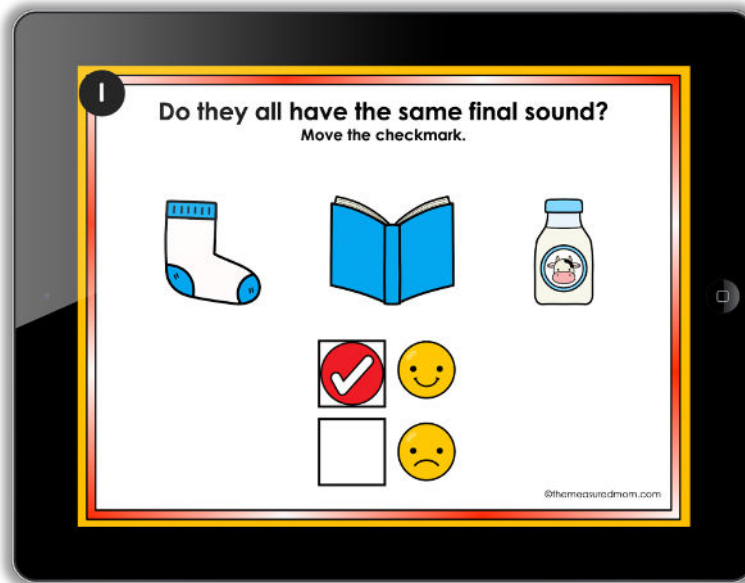 1
Do they all have the same final sound?
Move the checkmark.
©themeasuredmom.com